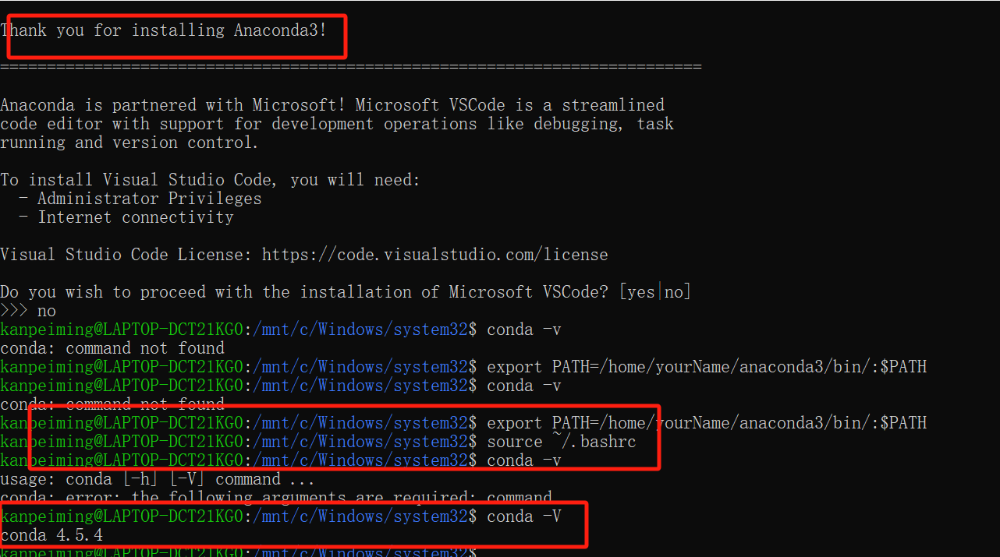 Thank you for installing Anaconda3!
===========================================================================
Anaconda is partnered with Microsoft! Microsoft VSCode is a streamlined
code editor with support for development operations like debugging, task
running and version control.
To install Visual Studio Code, you will need:
- Administrator Privileges
- Internet connectivity
Visual Studio Code License: https://code.visualstudio.com/license
Do you wish to proceed with the installation of Microsoft VSCode? [yes|no]
>>> no
kanpeiming@LAPTOP-DCT21KG0:/mnt/c/Windows/system32$ conda -v
conda: command not found
kanpeiming@LAPTOP-DCT21KG0:/mnt/c/Windows/system32$ export PATH=/home/yourName/anaconda3/bin/:$PATH
kanpeiming@LAPTOP-DCT21KG0:/mnt/c/Windows/system32$ conda -v
conda: command not found
kanpeiming@LAPTOP-DCT21KG0:/mnt/c/Windows/system32$ export PATH=/home/yourName/anaconda3/bin/:$PATH
kanpeiming@LAPTOP-DCT21KG0:/mnt/c/Windows/system32$ source ~/.bashrc
kanpeiming@LAPTOP-DCT21KG0:/mnt/c/Windows/system32$ conda -v
usage: conda [-h] [-V] command ...
conda: error: the following arguments are required: command
kanpeiming@LAPTOP-DCT21KG0:/mnt/c/Windows/system32$ conda -V
conda 4.5.4
kanpeiming@LAPTOP-DCT21KG0:/mnt/c/Windows/system32$